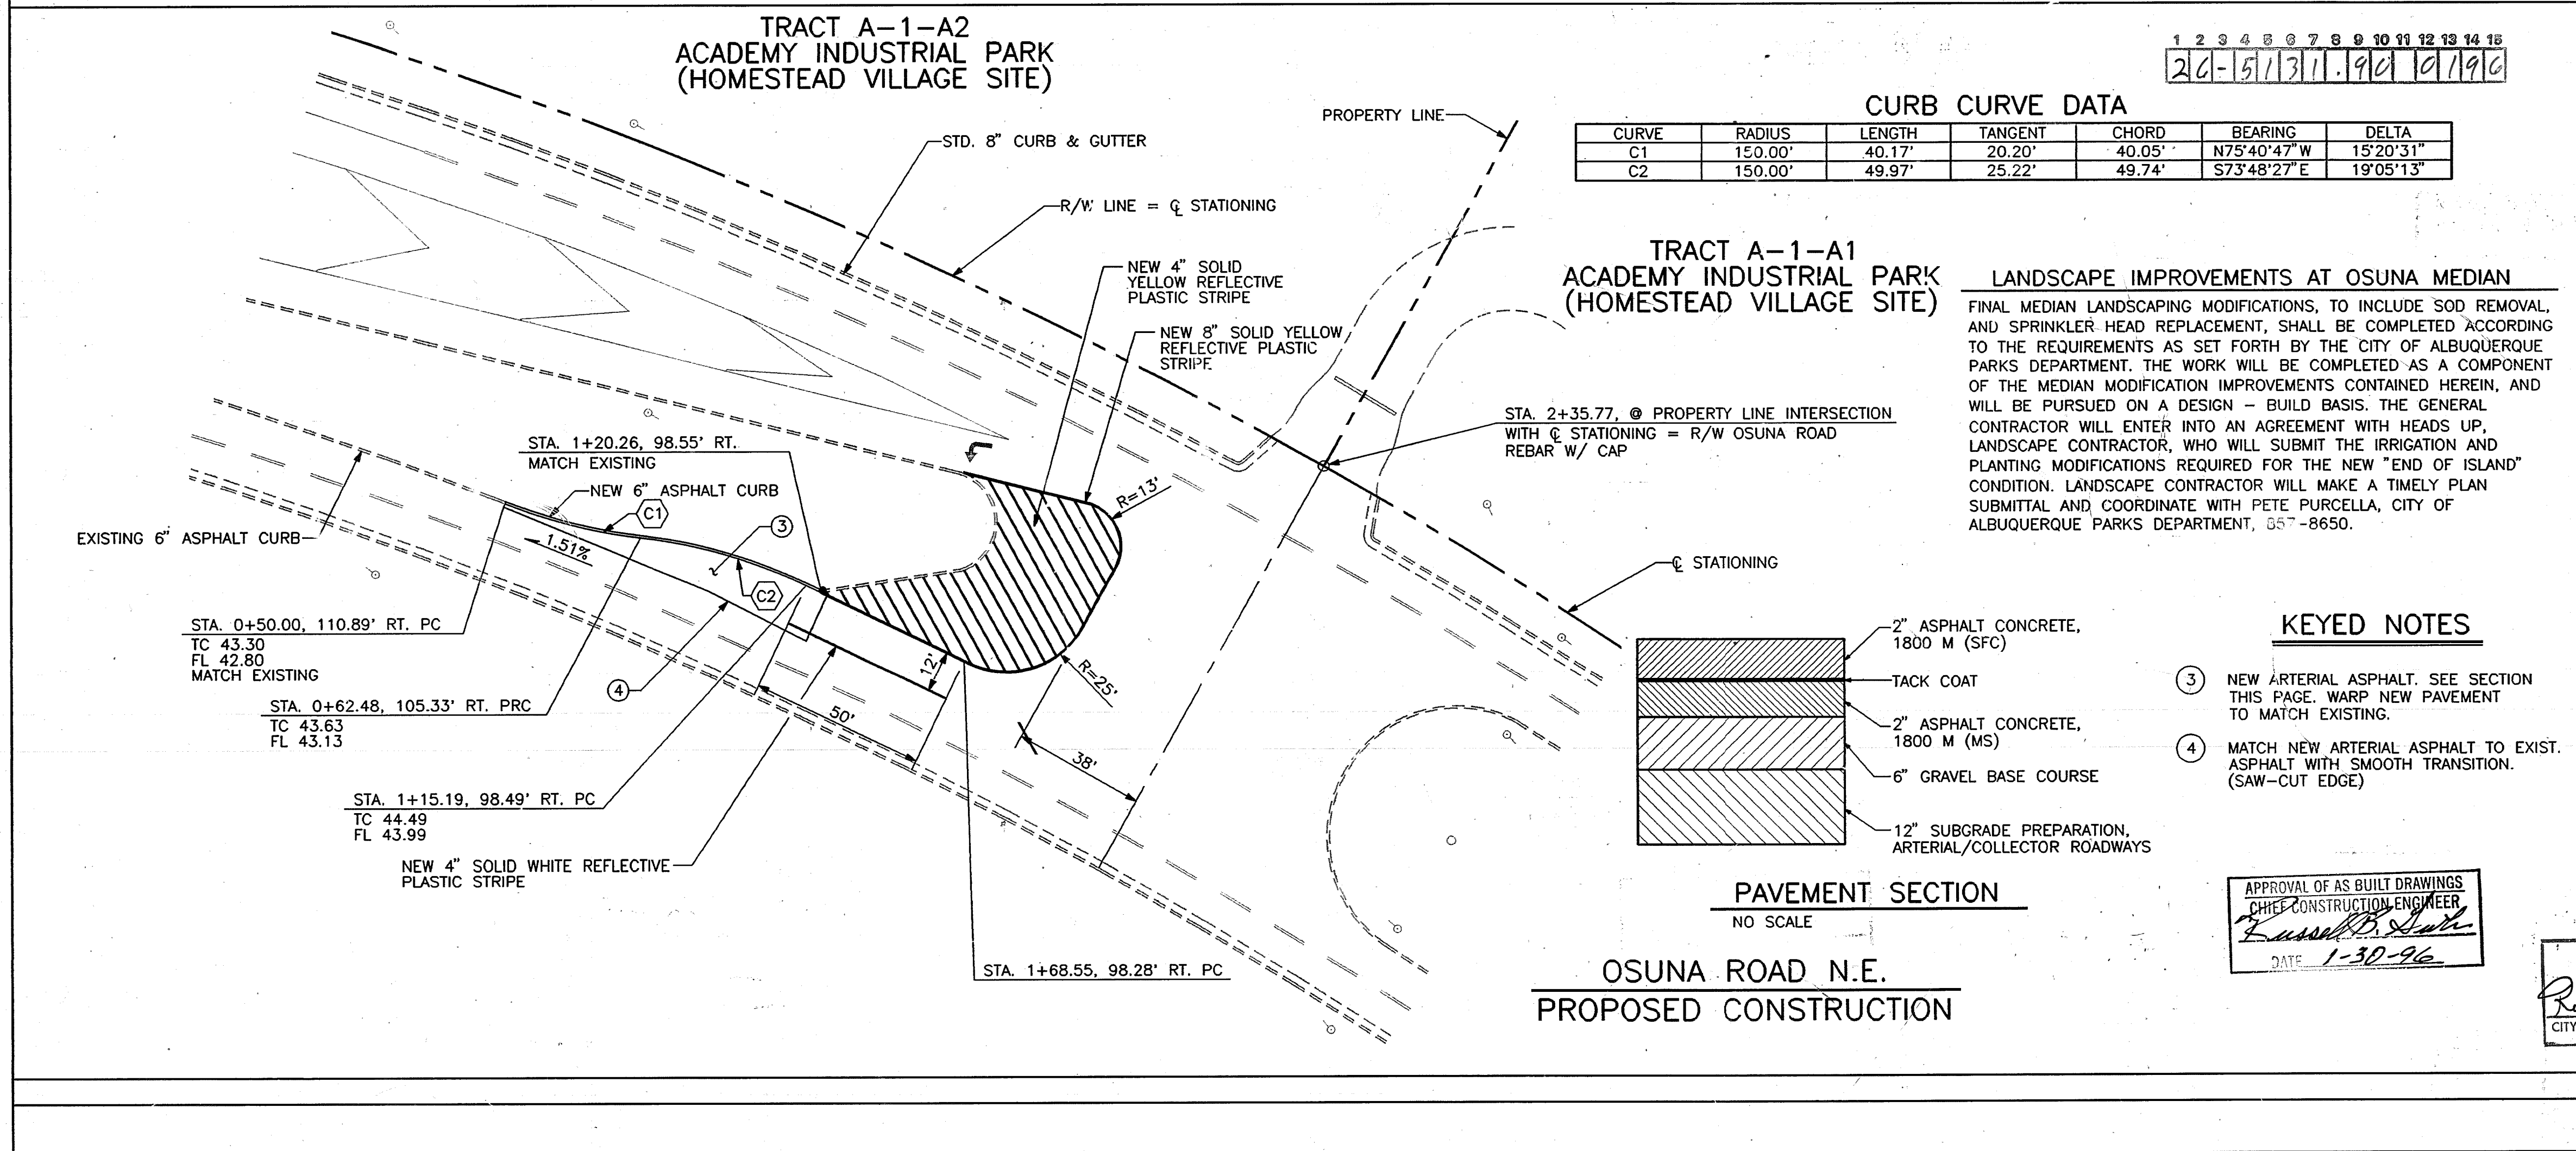 TRACT A-1-A2
ACADEMY INDUSTRIAL PARK
(HOMESTEAD VILLAGE SITE)
1 2 3 4 5 6 7 8 9 10 11 12 13 14 15
26-5131.90 0196
PROPERTY LINE
STD. 8" CURB & GUTTER
R/W LINE = ℄ STATIONING
CURB CURVE DATA
CURVE RADIUS LENGTH TANGENT CHORD BEARING DELTA
C1 150.00' 40.17' 20.20' 40.05' N75°40'47"W 15°20'31"
C2 150.00' 49.97' 25.22' 49.74' S73°48'27"E 19°05'13"
NEW 4" SOLID
YELLOW REFLECTIVE
PLASTIC STRIPE
NEW 8" SOLID YELLOW
REFLECTIVE PLASTIC
STRIPE
TRACT A-1-A1
ACADEMY INDUSTRIAL PARK
(HOMESTEAD VILLAGE SITE)
LANDSCAPE IMPROVEMENTS AT OSUNA MEDIAN
FINAL MEDIAN LANDSCAPING MODIFICATIONS, TO INCLUDE SOD REMOVAL,
AND SPRINKLER HEAD REPLACEMENT, SHALL BE COMPLETED ACCORDING
TO THE REQUIREMENTS AS SET FORTH BY THE CITY OF ALBUQUERQUE
PARKS DEPARTMENT. THE WORK WILL BE COMPLETED AS A COMPONENT
OF THE MEDIAN MODIFICATION IMPROVEMENTS CONTAINED HEREIN, AND
WILL BE PURSUED ON A DESIGN - BUILD BASIS. THE GENERAL
CONTRACTOR WILL ENTER INTO AN AGREEMENT WITH HEADS UP,
LANDSCAPE CONTRACTOR, WHO WILL SUBMIT THE IRRIGATION AND
PLANTING MODIFICATIONS REQUIRED FOR THE NEW "END OF ISLAND"
CONDITION. LANDSCAPE CONTRACTOR WILL MAKE A TIMELY PLAN
SUBMITTAL AND COORDINATE WITH PETE PURCELLA, CITY OF
ALBUQUERQUE PARKS DEPARTMENT, 857-8650.
STA. 2+35.77, @ PROPERTY LINE INTERSECTION
WITH ℄ STATIONING = R/W OSUNA ROAD
REBAR W/ CAP
STA. 1+20.26, 98.55' RT.
MATCH EXISTING
NEW 6" ASPHALT CURB
C1
3
R=13'
EXISTING 6" ASPHALT CURB
1.51%
C2
℄ STATIONING
STA. 0+50.00, 110.89' RT. PC
TC 43.30
FL 42.80
MATCH EXISTING
4
12'
R=25'
50'
38'
STA. 0+62.48, 105.33' RT. PRC
TC 43.63
FL 43.13
STA. 1+15.19, 98.49' RT. PC
TC 44.49
FL 43.99
NEW 4" SOLID WHITE REFLECTIVE
PLASTIC STRIPE
STA. 1+68.55, 98.28' RT. PC
2" ASPHALT CONCRETE,
1800 M (SFC)
TACK COAT
2" ASPHALT CONCRETE,
1800 M (MS)
6" GRAVEL BASE COURSE
12" SUBGRADE PREPARATION,
ARTERIAL/COLLECTOR ROADWAYS
PAVEMENT SECTION
NO SCALE
KEYED NOTES
3 NEW ARTERIAL ASPHALT. SEE SECTION
THIS PAGE. WARP NEW PAVEMENT
TO MATCH EXISTING.
4 MATCH NEW ARTERIAL ASPHALT TO EXIST.
ASPHALT WITH SMOOTH TRANSITION.
(SAW-CUT EDGE)
OSUNA ROAD N.E.
PROPOSED CONSTRUCTION
APPROVAL OF AS BUILT DRAWINGS
CHIEF CONSTRUCTION ENGINEER
Russell B.
DATE 1-30-96
CITY